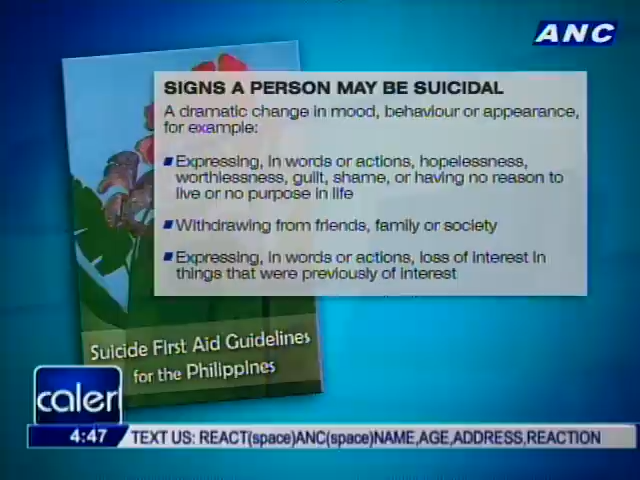 ANC
SIGNS A PERSON MAY BE SUICIDAL
A dramatic change in mood, behaviour or appearance,
for example:
Expressing, in words or actions, hopelessness,
worthlessness, guilt, shame, or having no reason to
live or no purpose in life
Withdrawing from friends, family or society
Expressing, in words or actions, loss of interest in
things that were previously of interest
Suicide First Aid Guidelines
for the Philippines
4:47
TEXT US: REACT(space)ANC(space)NAME,AGE,ADDRESS,REACTION